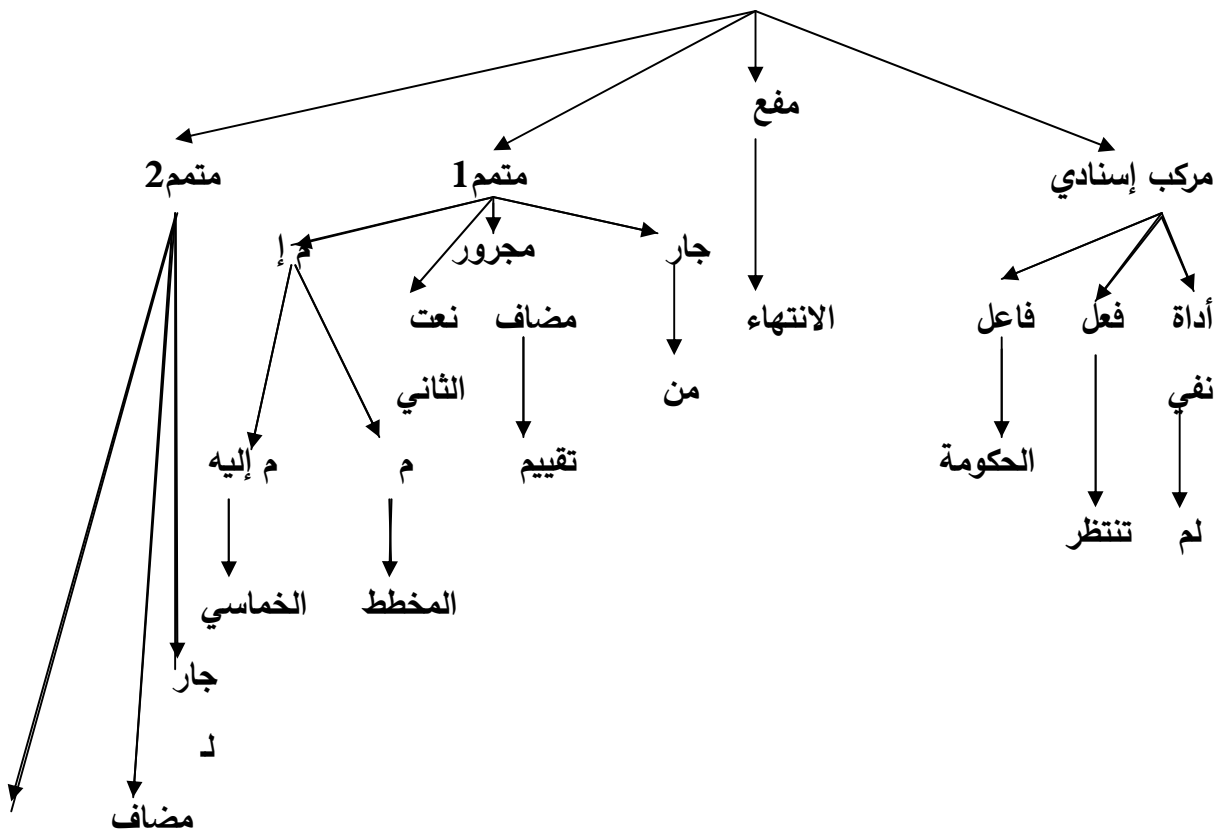 مفع
مركب إسنادي متمم1 متمم2
جار مجرور م إ
أداة فعل فاعل الانتهاء مضاف نعت
نفي من الثاني
الحكومة تقييم م م إليه
لم تنتظر
المخطط الخماسي
جار
لـ
مضاف